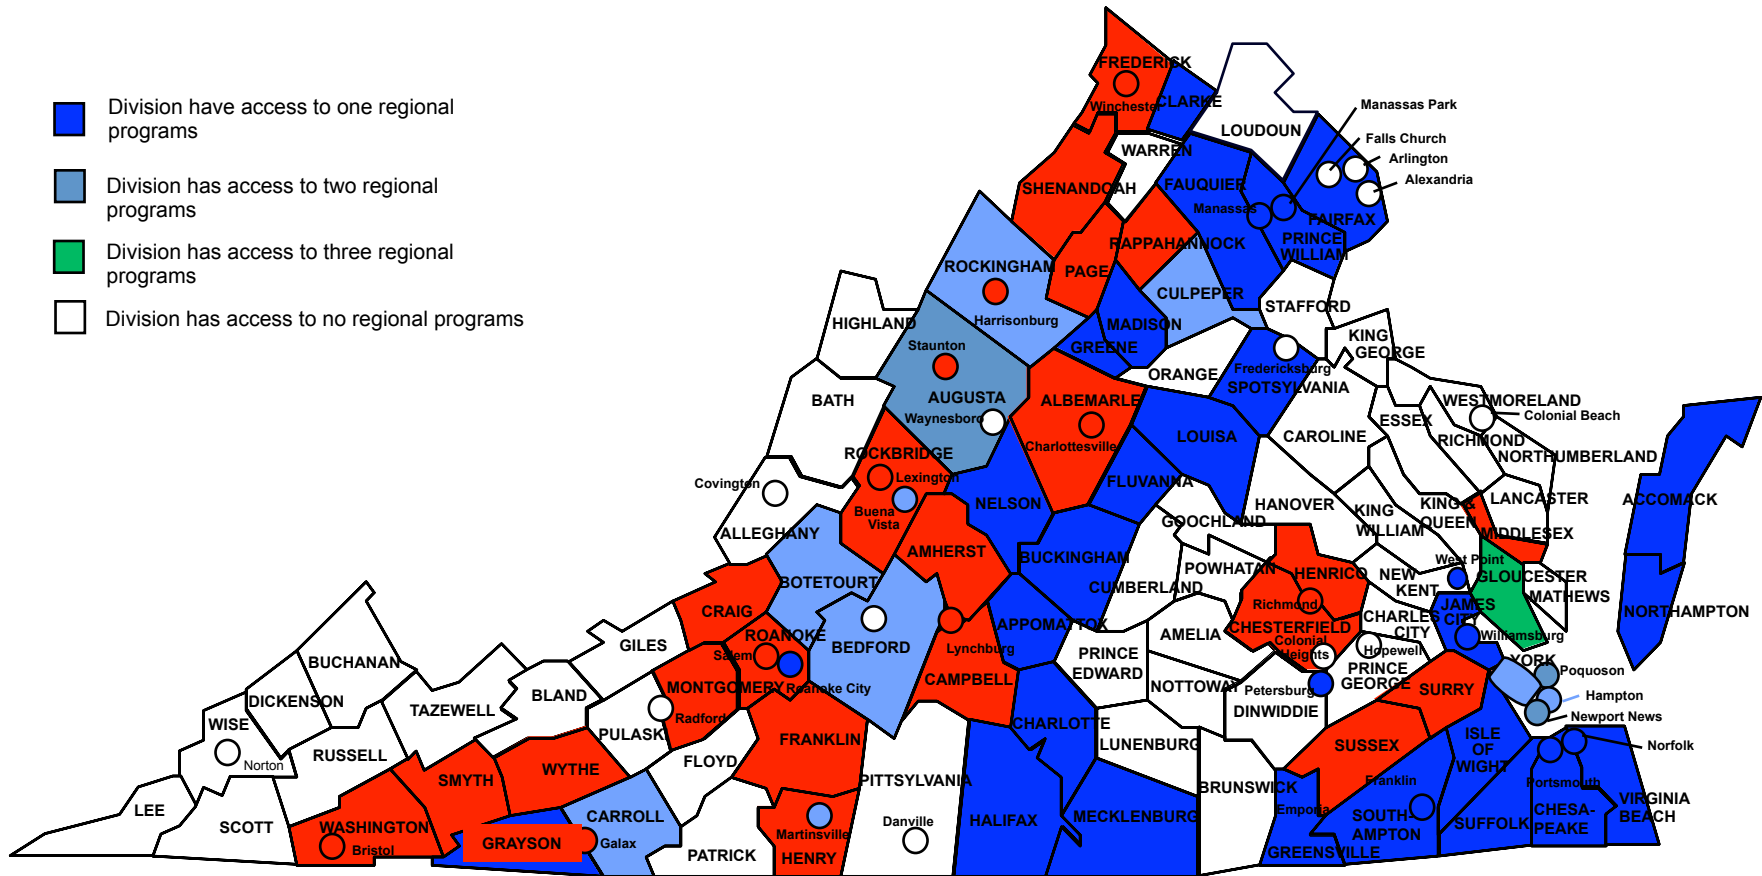 Division have access to one regional
programs
Division has access to two regional
programs
Division has access to three regional
programs
Division has access to no regional programs
FREDERICK
Winchester
CLARKE
LOUDOUN
Manassas Park
Falls Church
Arlington
Alexandria
WARREN
SHENANDOAH
FAUQUIER
Manassas
FAIRFAX
PRINCE
WILLIAM
RAPPAHANNOCK
PAGE
ROCKINGHAM
Harrisonburg
CULPEPER
STAFFORD
HIGHLAND
MADISON
GREENE
KING
GEORGE
Staunton
ORANGE
Fredericksburg
SPOTSYLVANIA
BATH
AUGUSTA
Waynesboro
ALBEMARLE
Charlottesville
WESTMORELAND
Colonial Beach
ESSEX
RICHMOND
NORTHUMBERLAND
LOUISA
CAROLINE
ROCKBRIDGE
Lexington
Buena
Vista
Covington
ALLEGHANY
NELSON
FLUVANNA
HANOVER
GOOCHLAND
KING
WILLIAM
KING &
QUEEN
LANCASTER
MIDDLESEX
ACCOMACK
AMHERST
BUCKINGHAM
CUMBERLAND
POWHATAN
HENRICO
Richmond
NEW
KENT
West Point
GLOUCESTER
MATHEWS
NORTHAMPTON
BOTETOURT
CRAIG
ROANOKE
Salem
Roanoke City
BEDFORD
Lynchburg
APPOMATTOX
AMELIA
CHESTERFIELD
Colonial
Heights
CHARLES
CITY
Hopewell
PRINCE
GEORGE
JAMES
CITY
Williamsburg
YORK
Poquoson
Hampton
Newport News
GILES
BUCHANAN
DICKENSON
WISE
Norton
TAZEWELL
BLAND
MONTGOMERY
Radford
PULASKI
CAMPBELL
PRINCE
EDWARD
NOTTOWAY
Petersburg
DINWIDDIE
SURRY
SUSSEX
ISLE
OF
WIGHT
Norfolk
Portsmouth
RUSSELL
LEE
SCOTT
WASHINGTON
Bristol
SMYTH
WYTHE
FLOYD
FRANKLIN
CHARLOTTE
LUNENBURG
PITTSYLVANIA
BRUNSWICK
Franklin
Emporia
SOUTH-
AMPTON
GREENSVILLE
SUFFOLK
CHESA-
PEAKE
VIRGINIA
BEACH
GRAYSON
CARROLL
Galax
PATRICK
Martinsville
HENRY
Danville
HALIFAX
MECKLENBURG